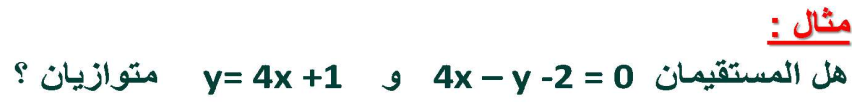 مثال :
هل المستقيمان 4x – y -2 = 0 و y= 4x +1 متوازيان ؟